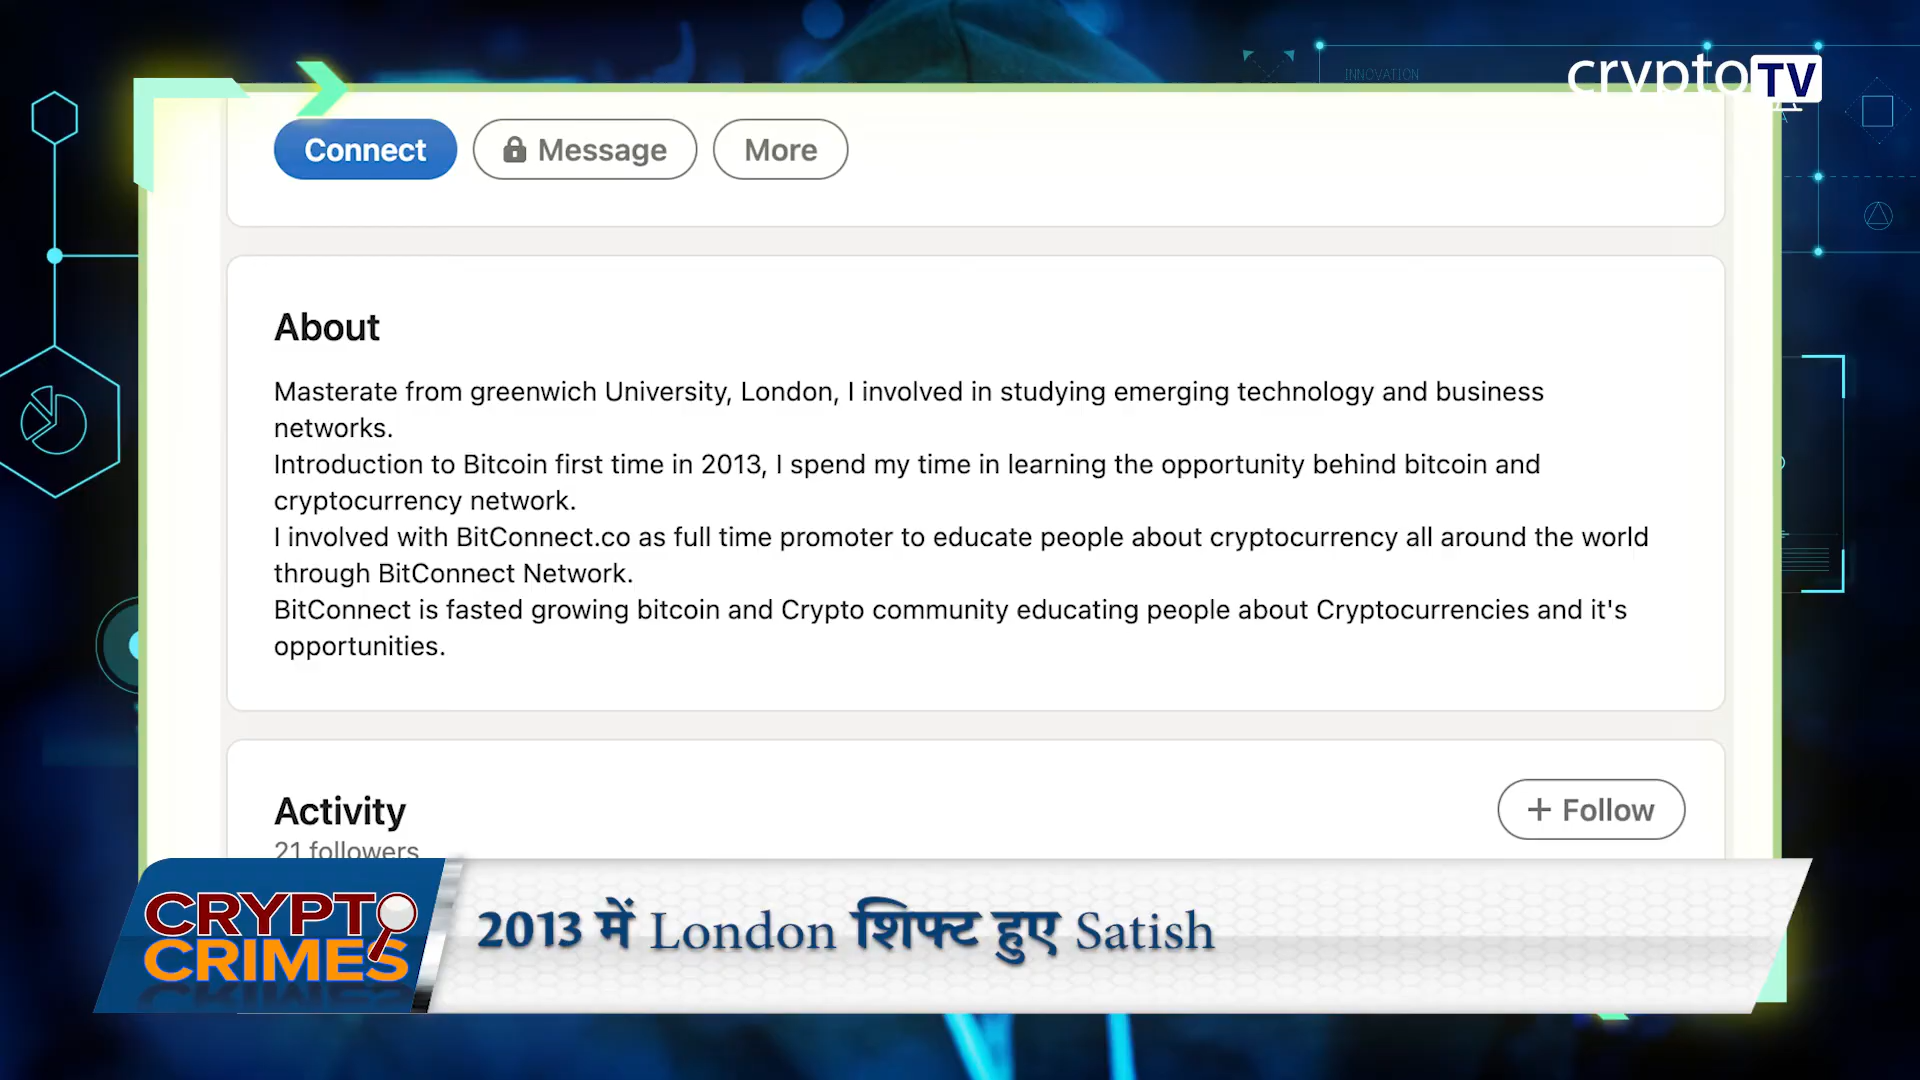 INNOVATION
cryptoTV
Connect
Message
More
About
Masterate from greenwich University, London, I involved in studying emerging technology and business
networks.
Introduction to Bitcoin first time in 2013, I spend my time in learning the opportunity behind bitcoin and
cryptocurrency network.
I involved with BitConnect.co as full time promoter to educate people about cryptocurrency all around the world
through BitConnect Network.
BitConnect is fasted growing bitcoin and Crypto community educating people about Cryptocurrencies and it's
opportunities.
Activity
+ Follow
21 followers
CRYPTO
CRIMES
2013 में London शिफ्ट हुए Satish